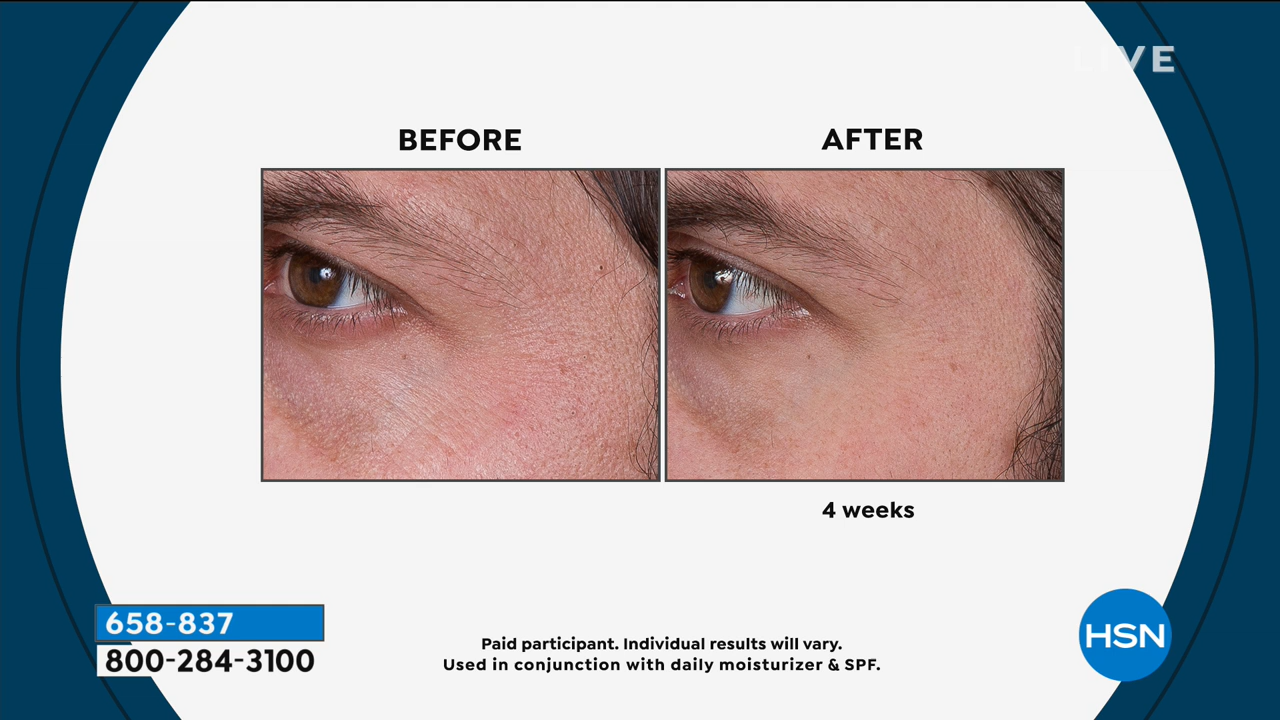 LIVE
BEFORE
AFTER
4 weeks
658-837
800-284-3100
Paid participant. Individual results will vary.
Used in conjunction with daily moisturizer & SPF.
HSN